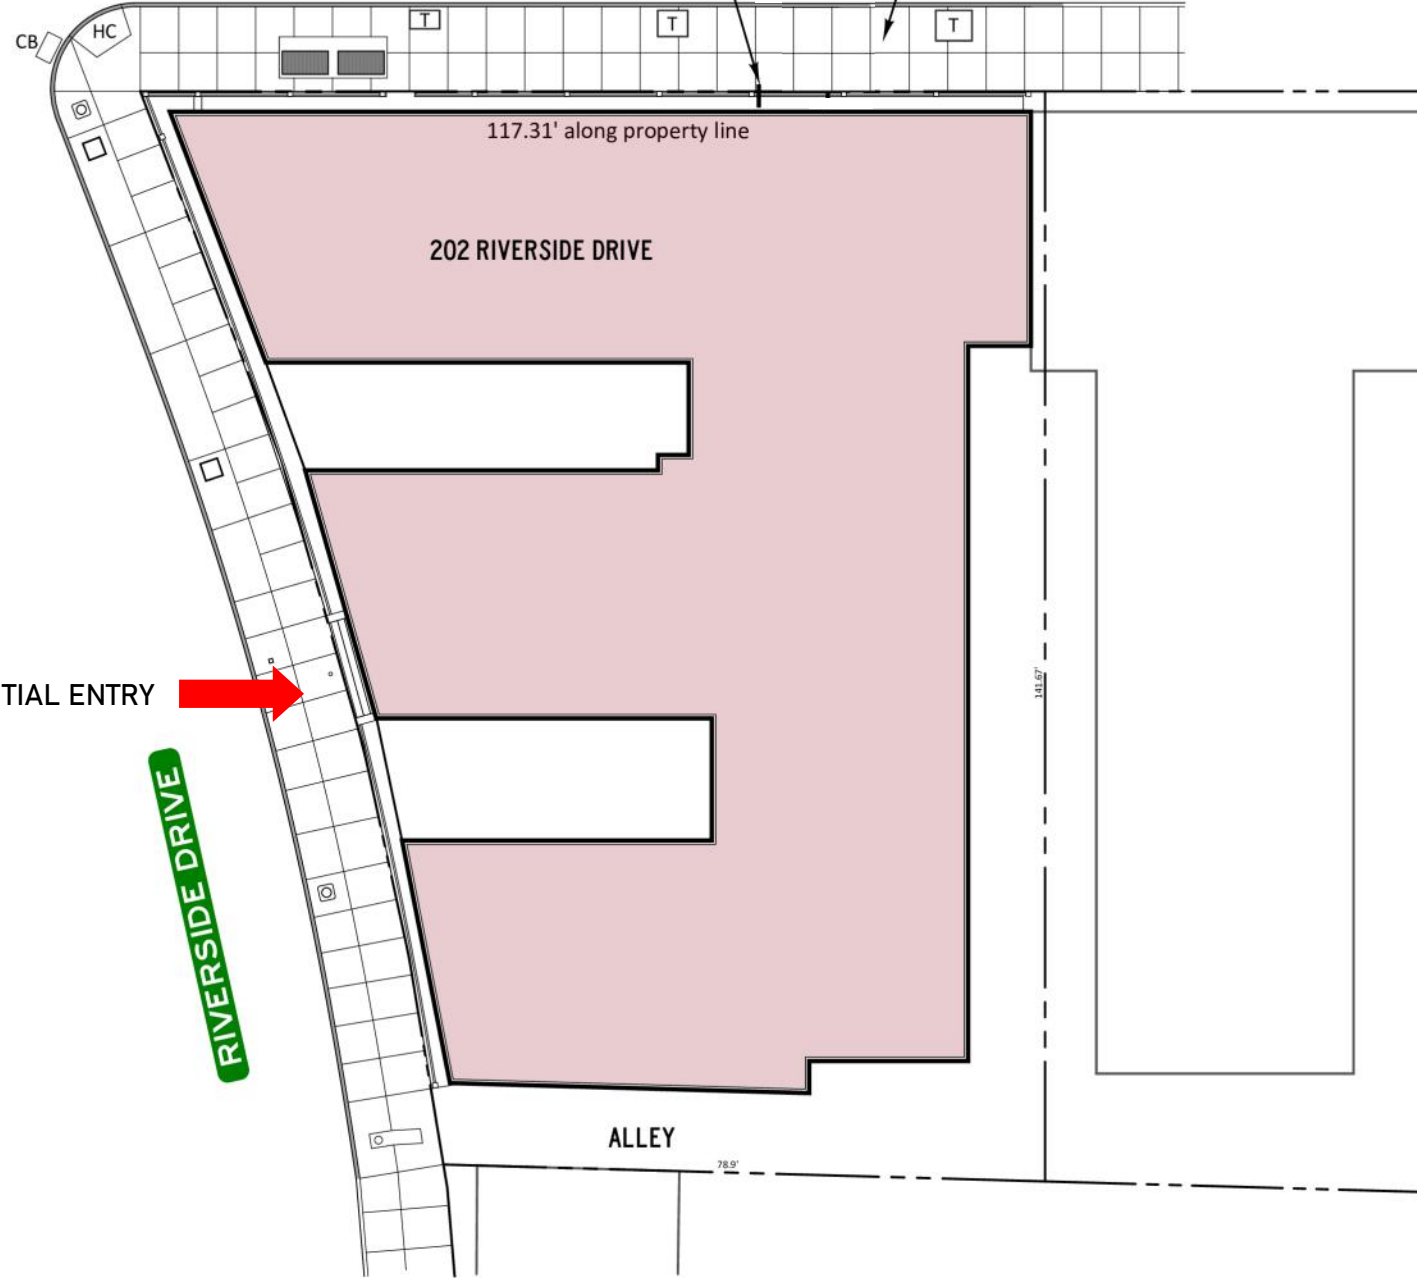 T
T
T
HC
CB
117.31' along property line
202 RIVERSIDE DRIVE
141.67'
TIAL ENTRY
RIVERSIDE DRIVE
ALLEY
78.9'